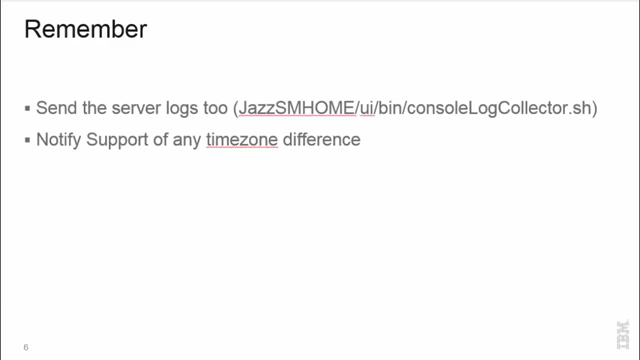 Remember
▪ Send the server logs too (JazzSMHOME/ui/bin/consoleLogCollector.sh)
▪ Notify Support of any timezone difference
6
IBM